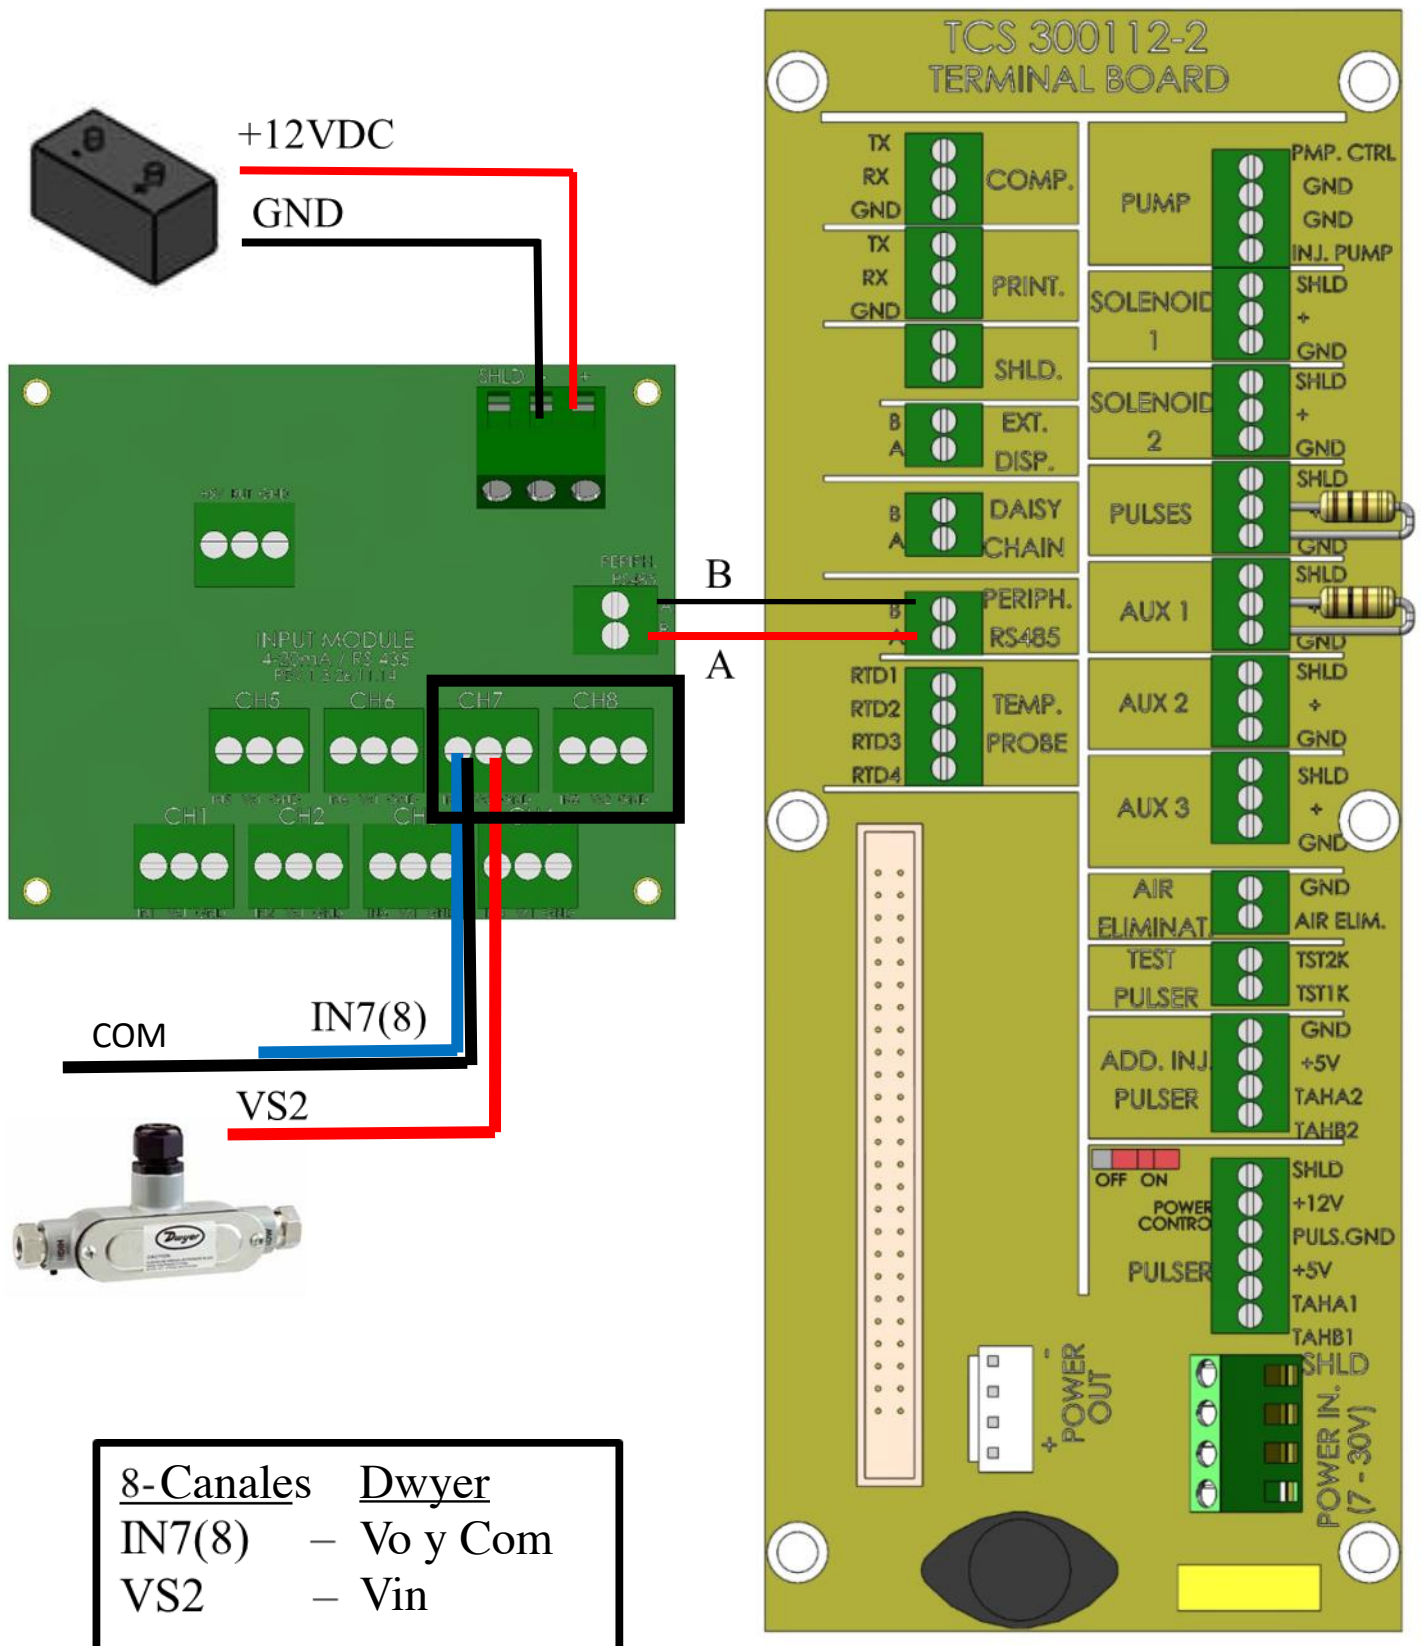 TCS 300112-2
TERMINAL BOARD
+12VDC
GND
TX
RX
GND
COMP.
TX
RX
GND
PRINT.
SHLD.
B
A
EXT.
DISP.
B
A
DAISY
CHAIN
B
A
PERIPH.
RS485
RTD1
RTD2
RTD3
RTD4
TEMP.
PROBE
PUMP
PMP. CTRL
GND
GND
INJ. PUMP
SOLENOID
1
SHLD
+
GND
SOLENOID
2
SHLD
+
GND
PULSES
SHLD
+
GND
AUX 1
SHLD
GND
AUX 2
SHLD
+
GND
AUX 3
SHLD
+
GND
AIR
ELIMINAT.
GND
AIR ELIM.
TEST
PULSER
TST2K
TST1K
ADD. INJ.
PULSER
GND
+5V
TAHA2
TAHB2
OFF ON
POWER
CONTRO
PULSER
SHLD
+12V
PULS.GND
+5V
TAHA1
TAHB1
SHLD
POWER IN.
(7 - 30V)
- POWER +
OUT
SHLD - +
PERIPH.
RS485
A
B
B
A
INPUT MODULE
CH5 CH6 CH7 CH8
CH1 CH2
IN7(8)
COM
VS2
Dwyer
8-Canales Dwyer
IN7(8) – Vo y Com
VS2 – Vin